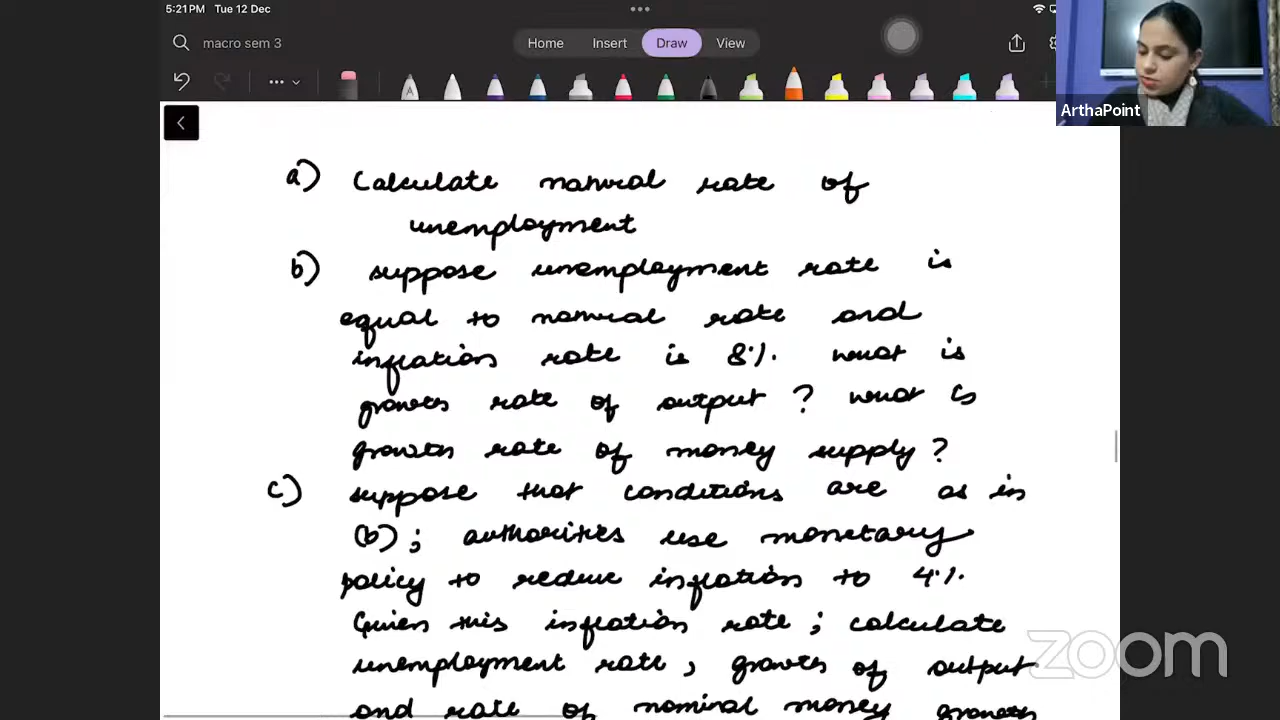 5:21 PM Tue 12 Dec
macro sem 3
Home Insert Draw View
ArthaPoint
a) Calculate natural rate of
unemployment
b) suppose unemployment rate is
equal to natural rate and
inflation rate is 8%. what is
growth rate of output ? what is
growth rate of money supply ?
c) suppose that conditions are as in
(b) ; authorities use monetary
policy to reduce inflation to 4%.
Given this inflation rate ; calculate
unemployment rate, growth of output
and rate of nominal money growth
zoom